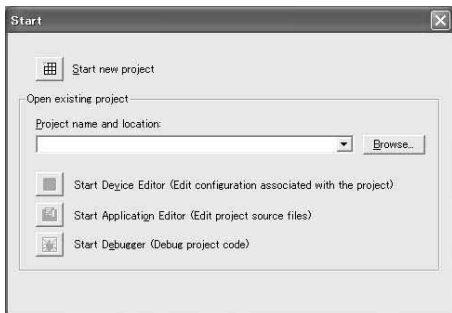 Start
Start new project
Open existing project
Project name and location:
Browse...
Start Device Editor (Edit configuration associated with the project)
Start Application Editor (Edit project source files)
Start Debugger (Debug project code)